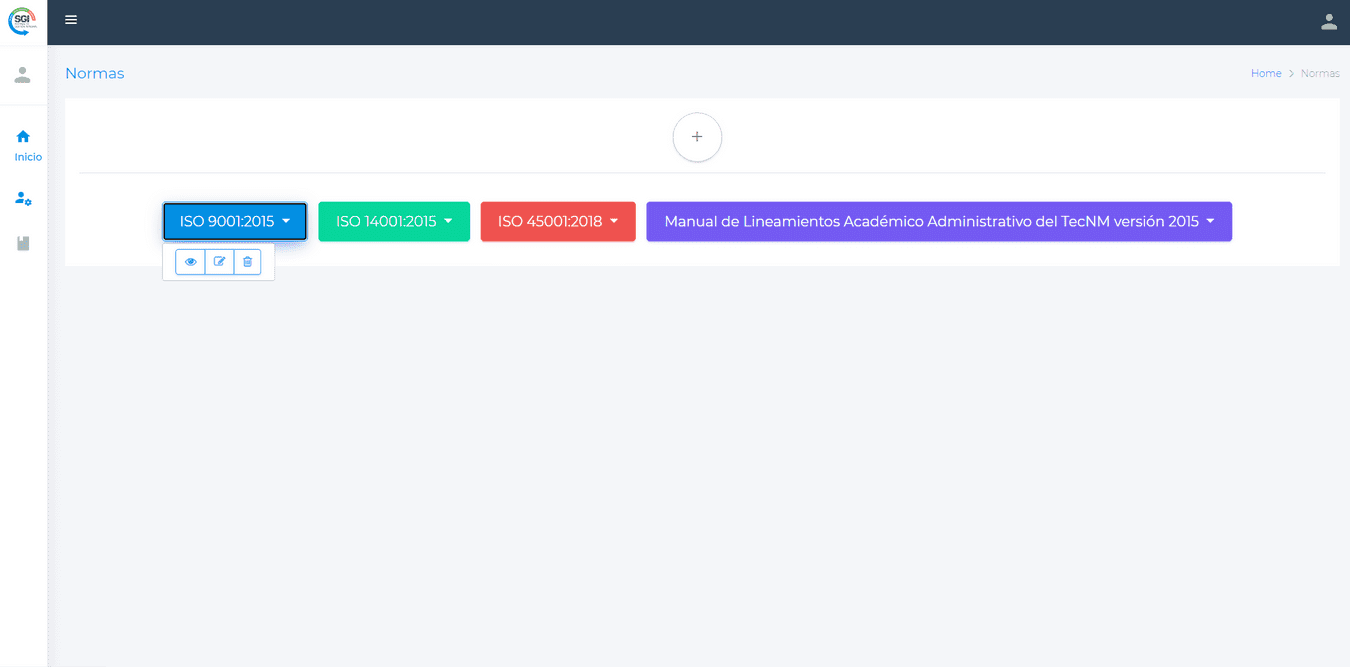 SGI
Normas
Home
Normas
Inicio
ISO 9001:2015
ISO 14001:2015
ISO 45001:2018
Manual de Lineamientos Académico Administrativo del TecNM versión 2015